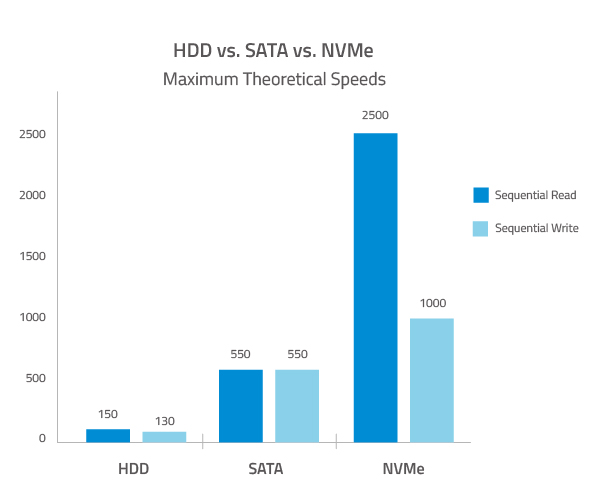 HDD vs. SATA vs. NVMe
Maximum Theoretical Speeds
2500
2500
2000
Sequential Read
Sequential Write
1500
1000
1000
550
550
500
150
130
0
HDD
SATA
NVMe